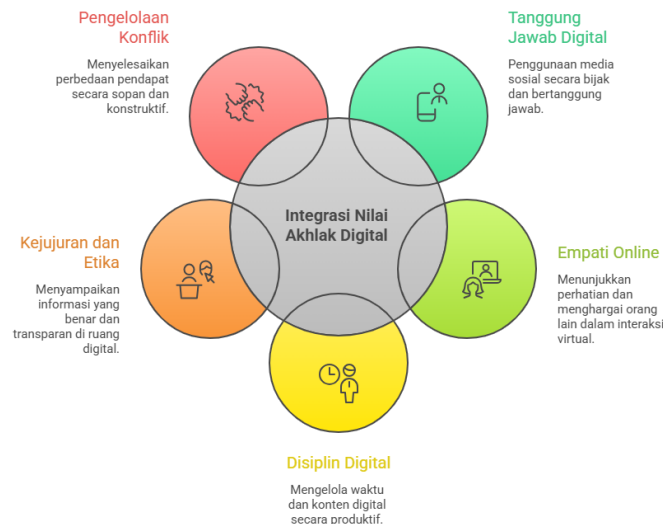 Pengelolaan
Konflik
Menyelesaikan
perbedaan pendapat
secara sopan dan
konstruktif.
Tanggung
Jawab Digital
Penggunaan media
sosial secara bijak
dan bertanggung
jawab.
Integrasi Nilai
Akhlak Digital
Kejujuran dan
Etika
Menyampaikan
informasi yang
benar dan
transparan di ruang
digital.
Empati Online
Menunjukkan
perhatian dan
menghargai orang
lain dalam interaksi
virtual.
Disiplin Digital
Mengelola waktu
dan konten digital
secara produktif.